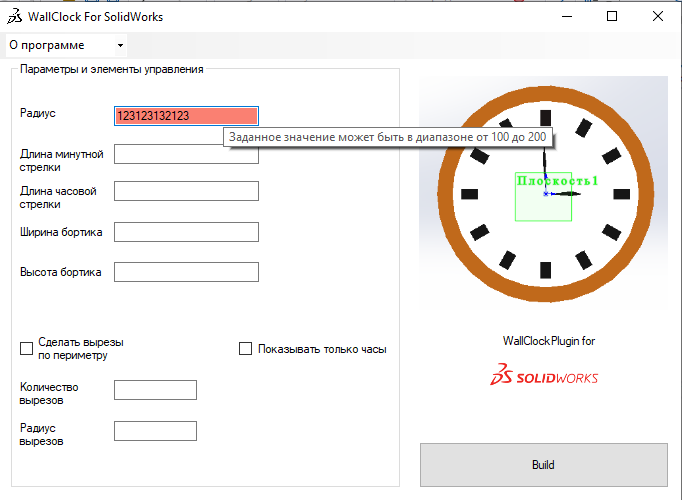 WallClock For SolidWorks
О программе
Параметры и элементы управления
Радиус
123123132123
Заданное значение может быть в диапазоне от 100 до 200
Длина минутной
стрелки
Длина часовой
стрелки
Ширина бортика
Высота бортика
Сделать вырезы
по периметру
Показывать только часы
Количество
вырезов
Радиус
вырезов
Плоскость1
WallClockPlugin for
SOLIDWORKS
Build